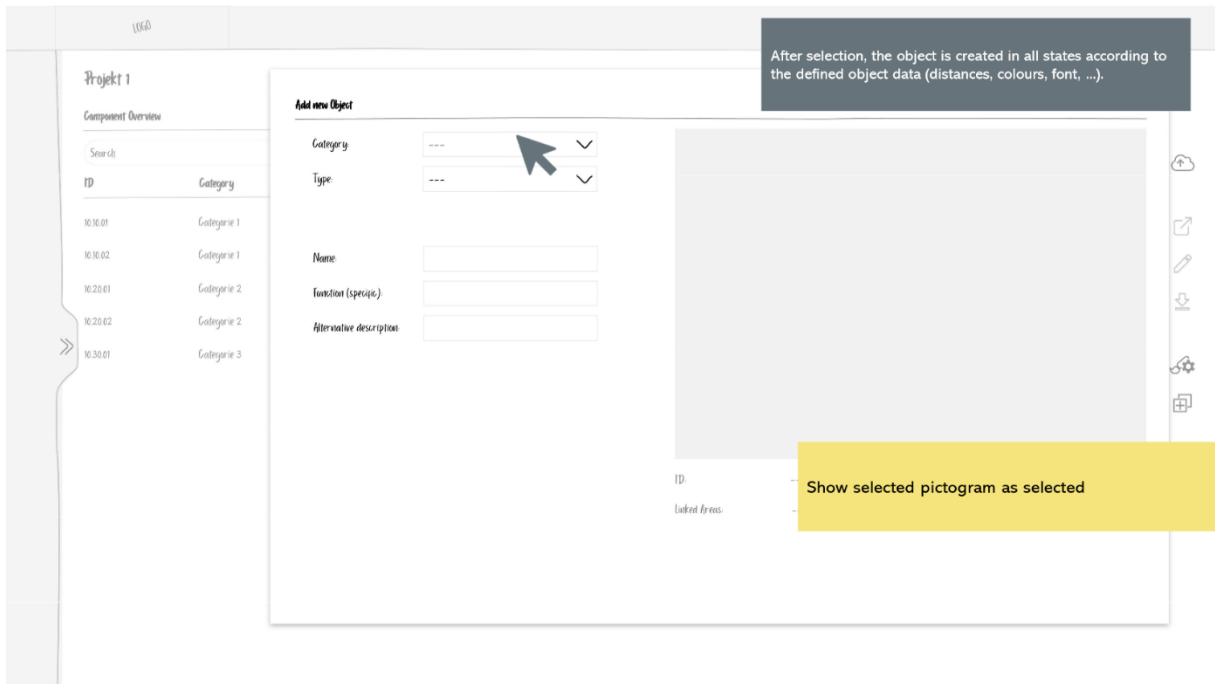 LOGO
After selection, the object is created in all states according to
the defined object data (distances, colours, font, ...).
Projekt 1
Component Overview
Search
ID
Category
10.10.01
Categorie 1
10.10.02
Categorie 1
10.20.01
Categorie 2
10.20.02
Categorie 2
10.30.01
Categorie 3
Add new Object
Category:
---
Type:
---
Name:
Function (specific):
Alternative description:
ID:
--
Linked Areas:
--
Show selected pictogram as selected